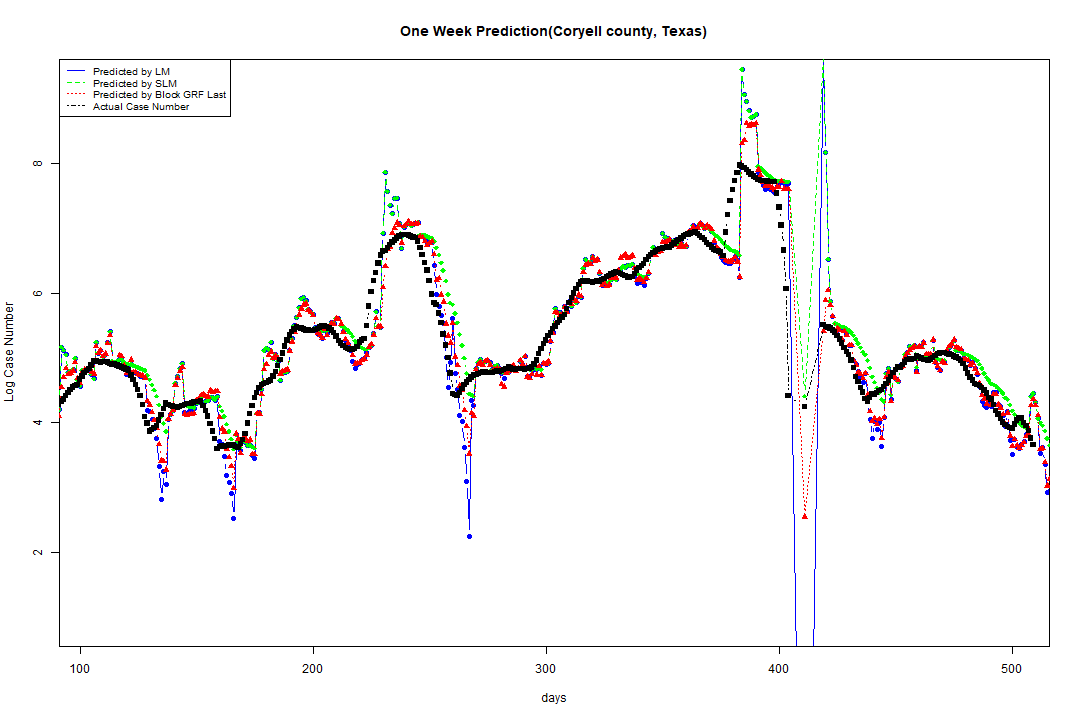 One Week Prediction(Coryell county, Texas)
Predicted by LM
Predicted by SLM
Predicted by Block GRF Last
Actual Case Number
Log Case Number
8
6
4
2
100 200 300 400 500
days